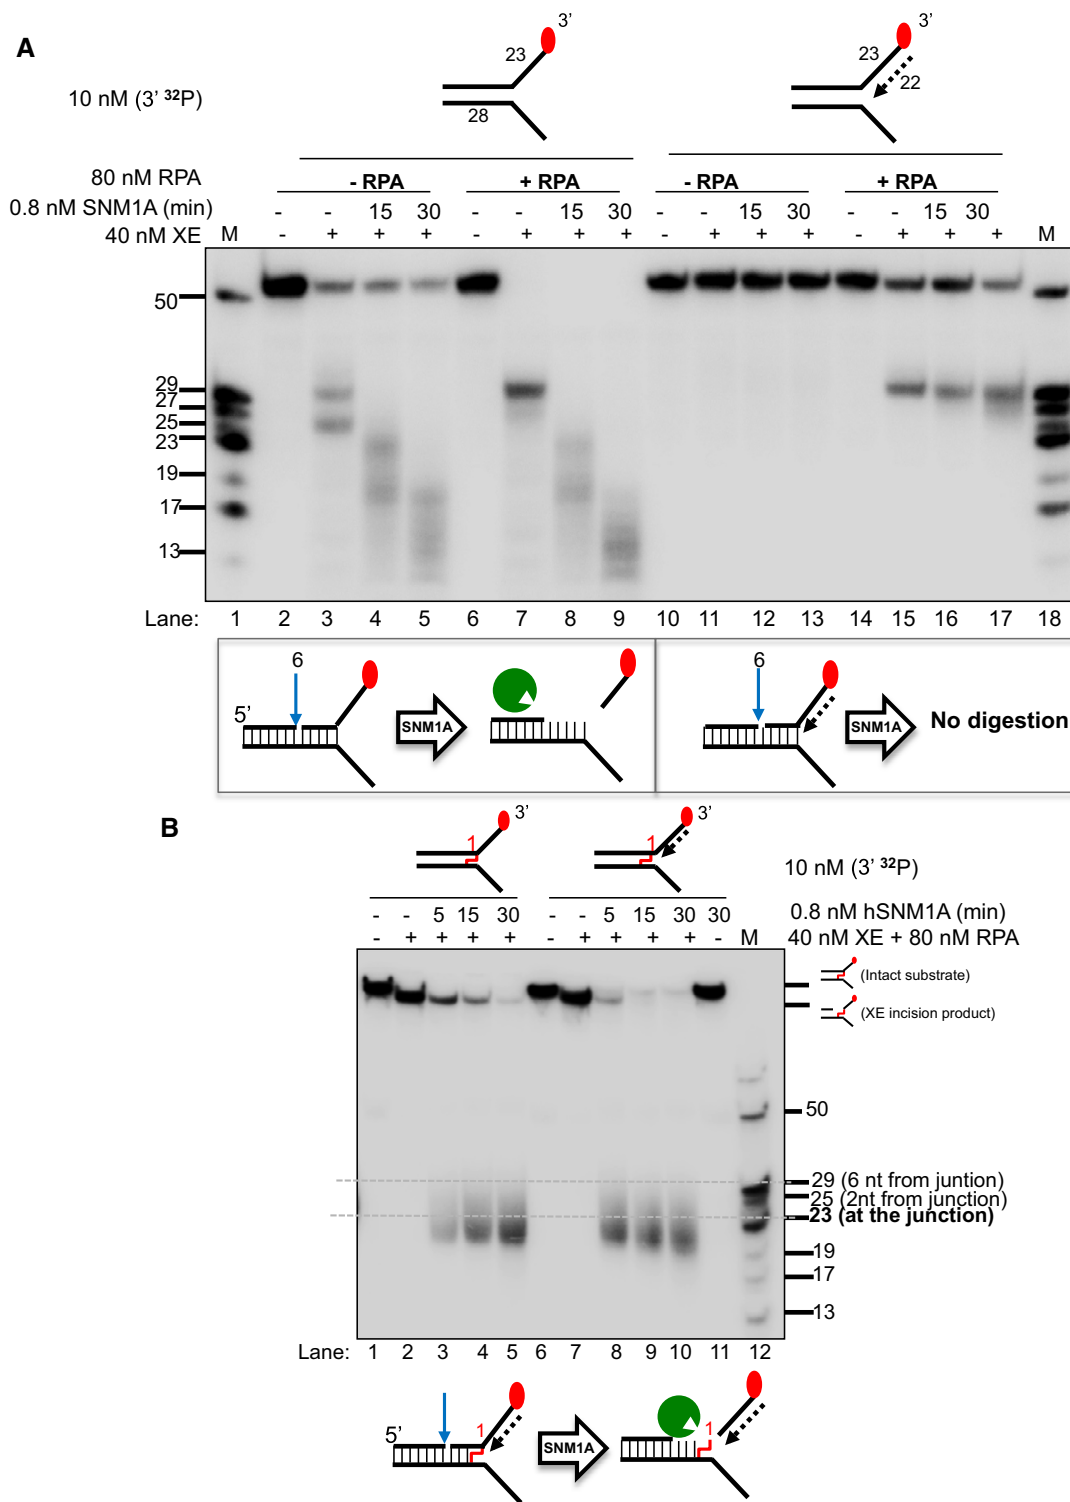 A
3'
23
28
3'
23
22
10 nM (3' 32P)
80 nM RPA
- RPA
+ RPA
- RPA
+ RPA
0.8 nM SNM1A (min)
- - 15 30 - - 15 30 - - 15 30 - - 15 30
40 nM XE M - + + + - + + + - + + + - + + + M
50
29
27
25
23
19
17
13
Lane: 1 2 3 4 5 6 7 8 9 10 11 12 13 14 15 16 17 18
6
5'
SNM1A
6
SNM1A
No digestion
B
1
3'
1
3'
10 nM (3' 32P)
- - 5 15 30 - - 5 15 30 30 0.8 nM hSNM1A (min)
- + + + + - + + + + - M 40 nM XE + 80 nM RPA
(Intact substrate)
(XE incision product)
50
29 (6 nt from juntion)
25 (2nt from junction)
23 (at the junction)
19
17
13
Lane: 1 2 3 4 5 6 7 8 9 10 11 12
5'
1
SNM1A
1